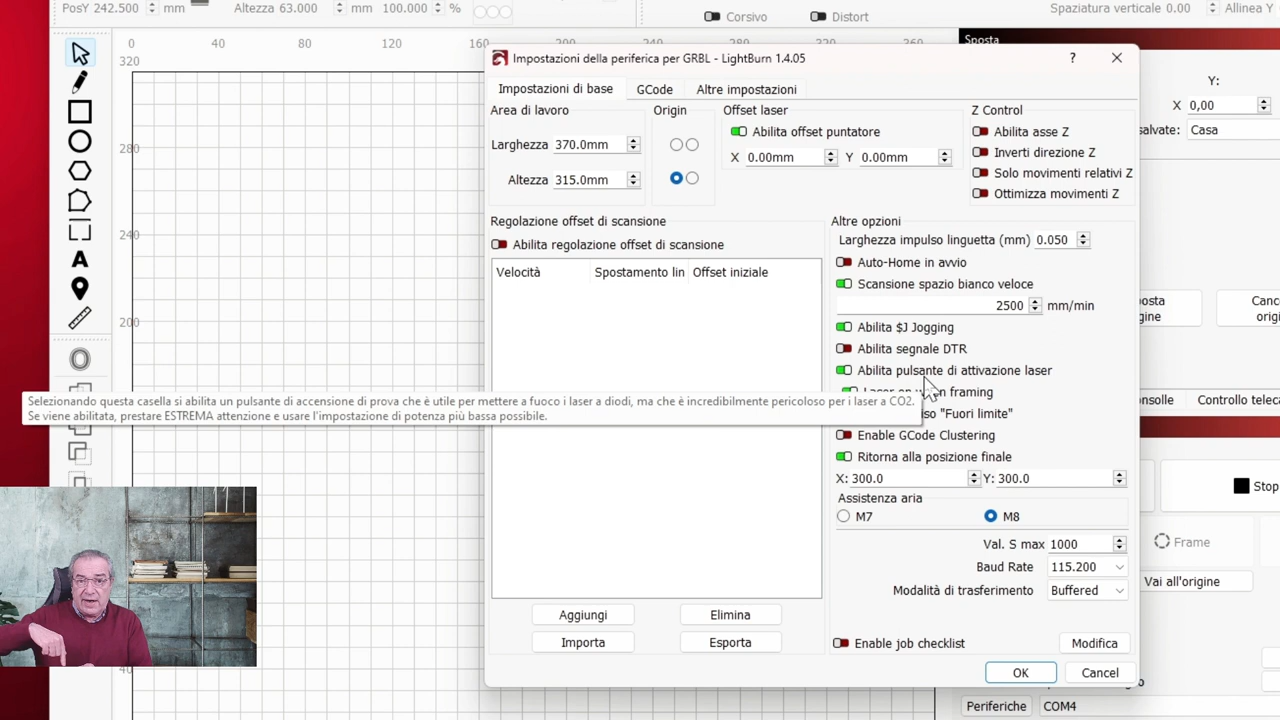 PosY 242.500 mm
Altezza 63.000 mm 100.000 %
Corsivo
Distort
Spaziatura verticale 0.00
Allinea Y
0 40 80 120 160 200 240 280 320 360
320
280
240
200
Sposta
Impostazioni della periferica per GRBL - LightBurn 1.4.05
?
Impostazioni di base
GCode
Altre impostazioni
Y:
X 0,00
Casa
Area di lavoro
Larghezza 370.0mm
Altezza 315.0mm
Origin
Offset laser
Abilita offset puntatore
X 0.00mm Y 0.00mm
Z Control
Abilita asse Z
Inverti direzione Z
Solo movimenti relativi Z
Ottimizza movimenti Z
Regolazione offset di scansione
Abilita regolazione offset di scansione
Velocità Spostamento lin Offset iniziale
Aggiungi
Elimina
Importa
Esporta
Altre opzioni
Larghezza impulso linguetta (mm) 0.050
Auto-Home in avvio
Scansione spazio bianco veloce
2500 mm/min
Abilita $J Jogging
Abilita segnale DTR
Abilita pulsante di attivazione laser
framing
"Fuori limite"
Selezionando questa casella si abilita un pulsante di accensione di prova che è utile per mettere a fuoco i laser a diodi, ma che è incredibilmente pericoloso per i laser a CO2.
Se viene abilitata, prestare ESTREMA attenzione e usare l'impostazione di potenza più bassa possibile.
Enable GCode Clustering
Ritorna alla posizione finale
X: 300.0 Y: 300.0
Assistenza aria
M7 M8
Val. S max 1000
Baud Rate 115.200
Modalità di trasferimento Buffered
Enable job checklist
Modifica
OK
Cancel
Controllo
Stop
Frame
Vai all'origine
Periferiche
COM4